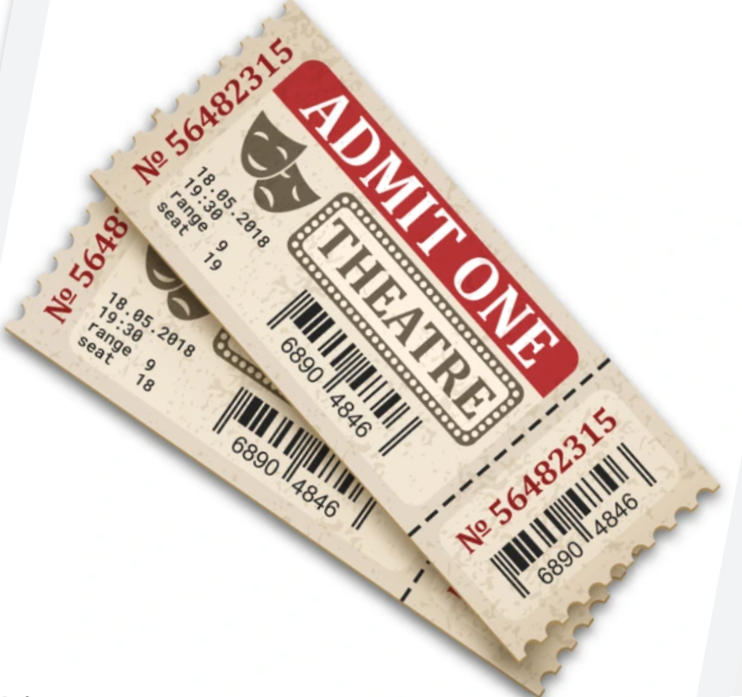 № 56482315
ADMIT ONE
18.05.2018
19:30
range 9
seat 19
THEATRE
6890 4846
№ 56482315
6890 4846
№ 5648
18.05.2018
19:30
range 9
seat 18
6890 4846